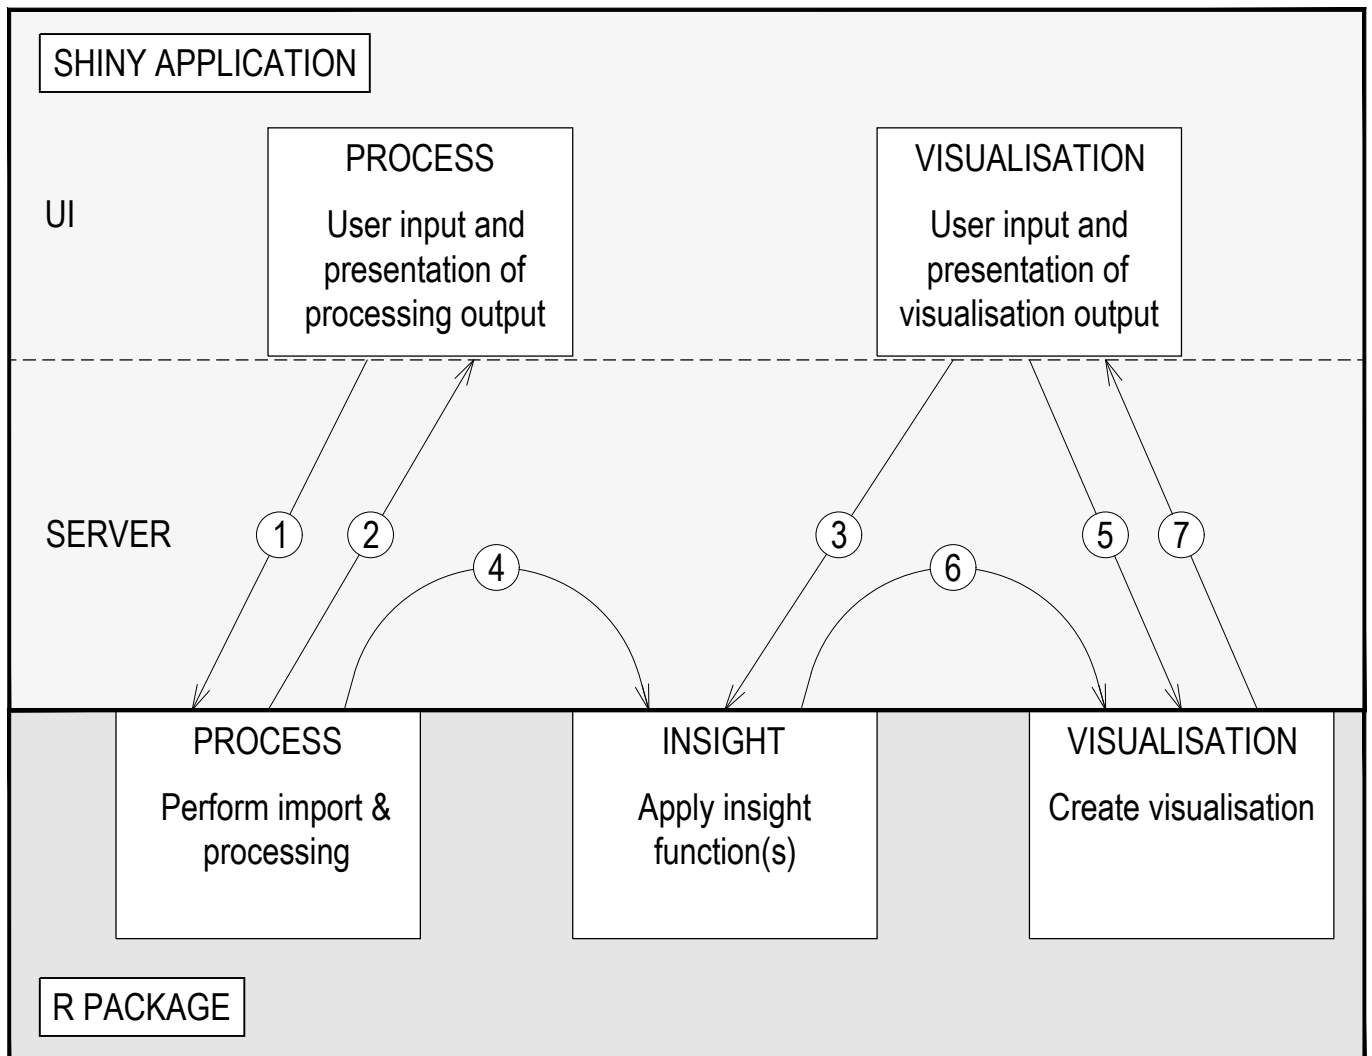 SHINY APPLICATION
PROCESS
User input and
presentation of
processing output
VISUALISATION
User input and
presentation of
visualisation output
UI
SERVER
1
2
3
4
5
6
7
PROCESS
Perform import &
processing
INSIGHT
Apply insight
function(s)
VISUALISATION
Create visualisation
R PACKAGE